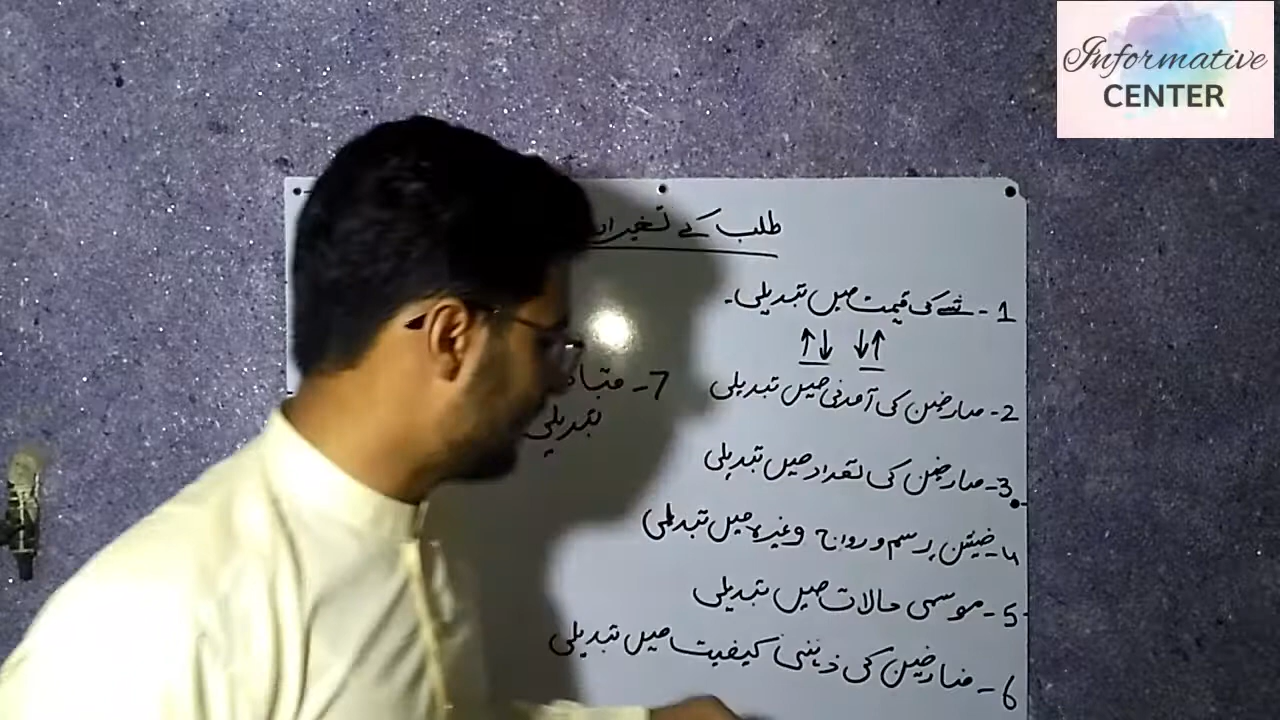 Informative
CENTER
طلب کے تغیرات
1- شے کی قیمت میں تبدیلی۔
↑↓ ↓↑
2- صارفین کی آمدنی میں تبدیلی
3- صارفین کی تعداد میں تبدیلی
4- فیشن، رسم و رواج وغیرہ میں تبدیلی
5- موسمی حالات میں تبدیلی
6- صارفین کی ذہنی کیفیت میں تبدیلی
7-
تبدیلی